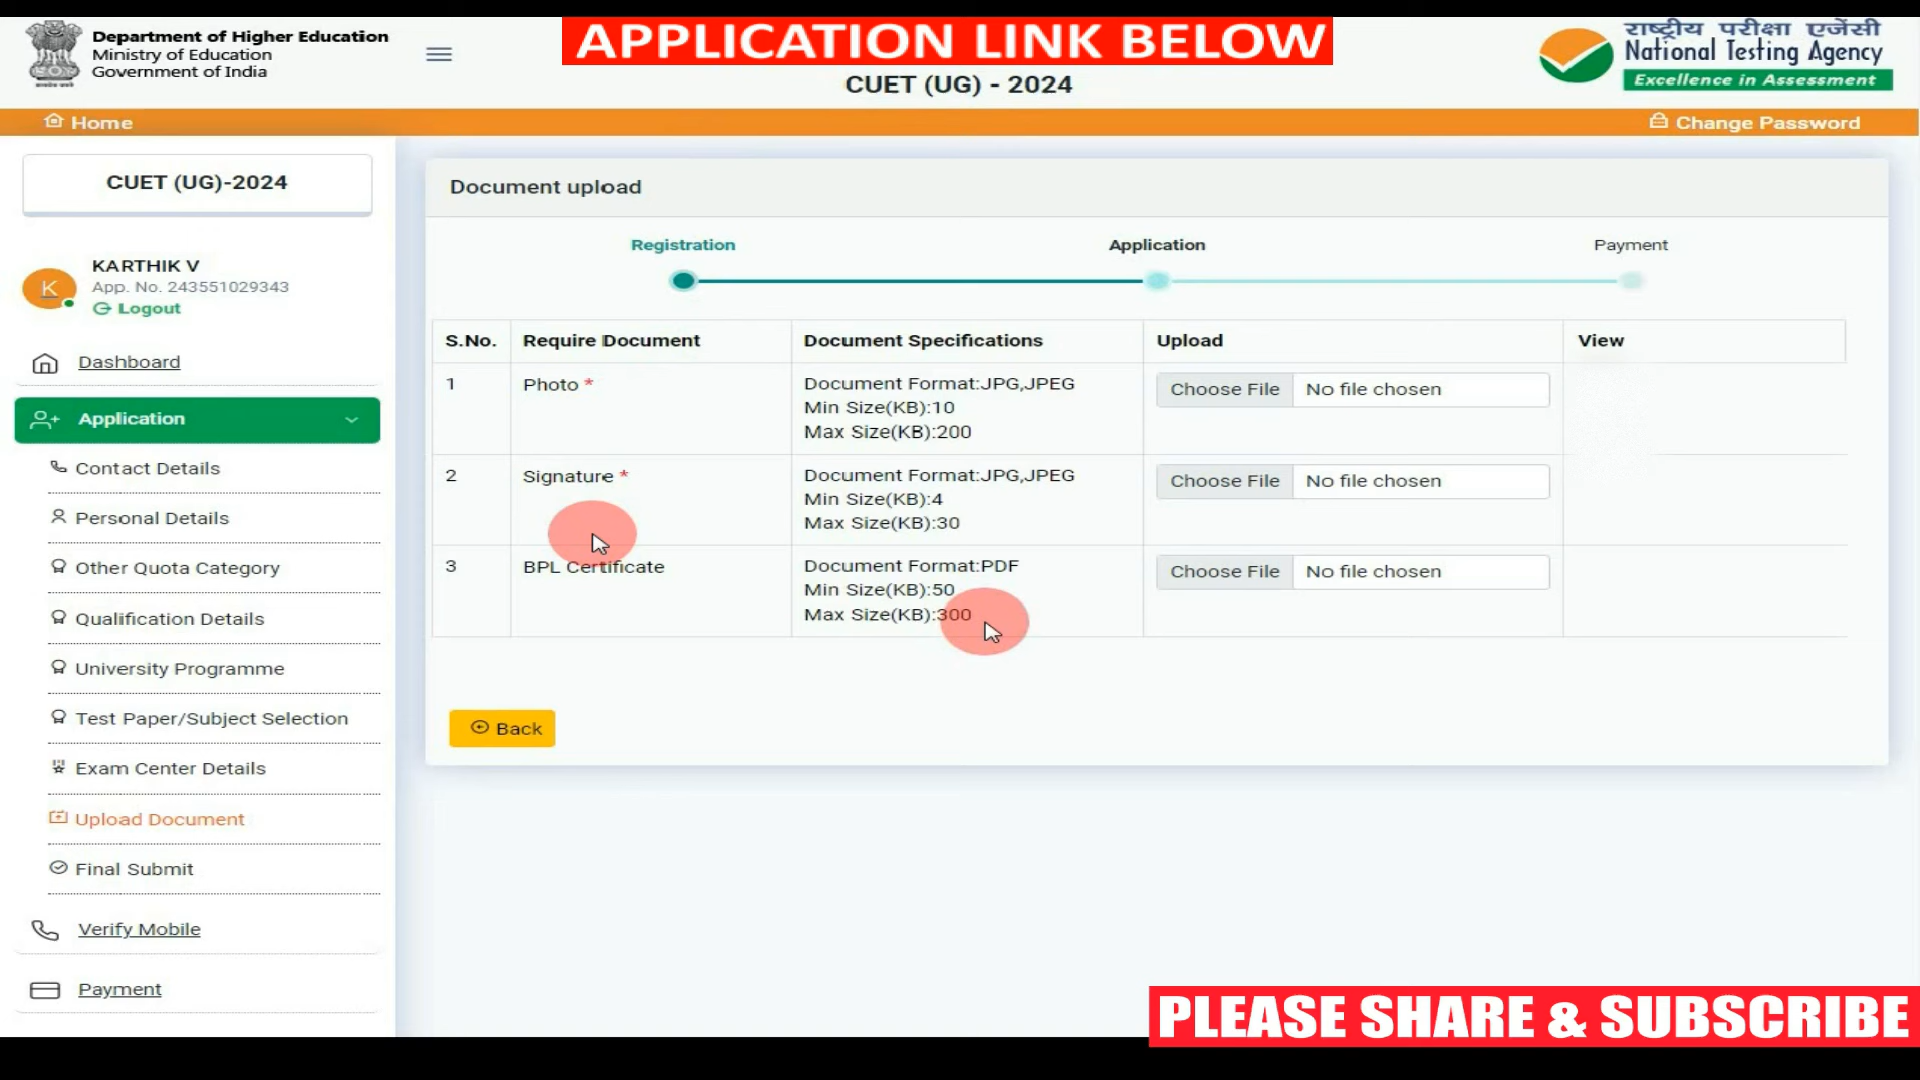 Department of Higher Education
Ministry of Education
Government of India
APPLICATION LINK BELOW
CUET (UG) - 2024
राष्ट्रीय परीक्षा एजेंसी
National Testing Agency
Excellence in Assessment
Home
Change Password
CUET (UG)-2024
K
KARTHIK V
App. No. 243551029343
Logout
Dashboard
Application
Contact Details
Personal Details
Other Quota Category
Qualification Details
University Programme
Test Paper/Subject Selection
Exam Center Details
Upload Document
Final Submit
Verify Mobile
Payment
Document upload
Registration
Application
Payment
S.No. Require Document Document Specifications Upload View
1 Photo * Document Format:JPG,JPEG Choose File No file chosen
Min Size(KB):10
Max Size(KB):200
2 Signature * Document Format:JPG,JPEG Choose File No file chosen
Min Size(KB):4
Max Size(KB):30
3 BPL Certificate Document Format:PDF Choose File No file chosen
Min Size(KB):50
Max Size(KB):300
Back
PLEASE SHARE & SUBSCRIBE